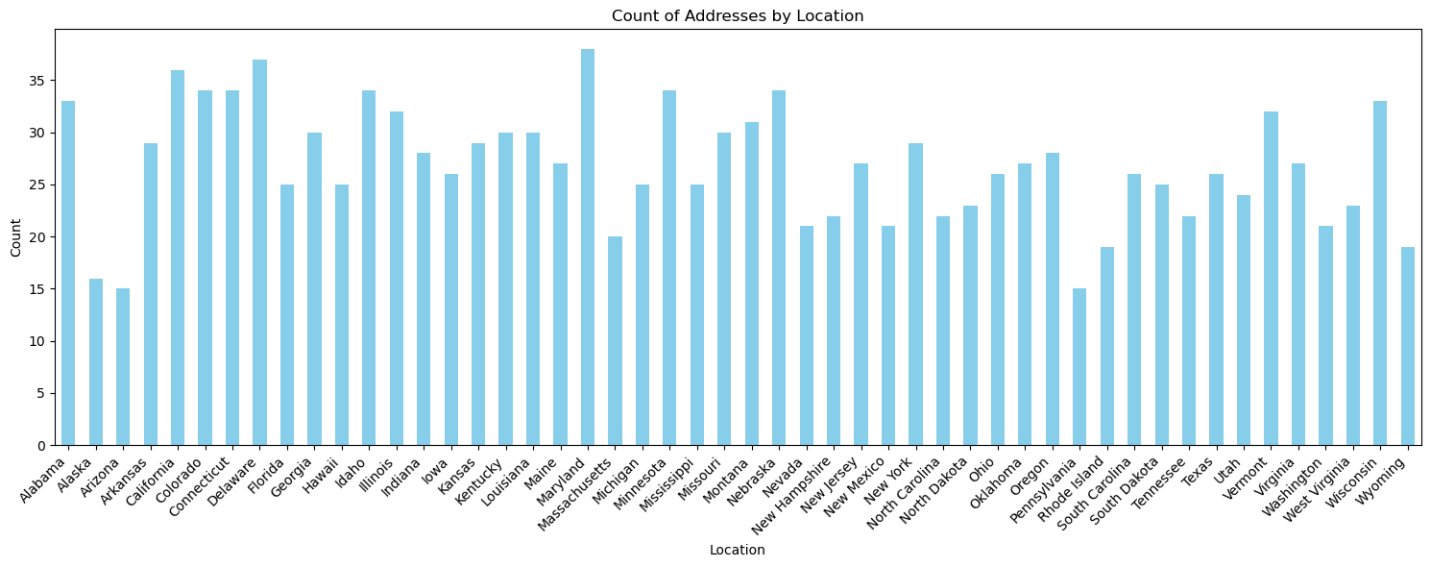 Count of Addresses by Location
35
30
25
20
15
10
5
0
Count
Alabama
Alaska
Arizona
Arkansas
California
Colorado
Connecticut
Delaware
Florida
Georgia
Hawaii
Idaho
Illinois
Indiana
Iowa
Kansas
Kentucky
Louisiana
Maine
Maryland
Massachusetts
Michigan
Minnesota
Mississippi
Missouri
Montana
Nebraska
Nevada
New Hampshire
New Jersey
New Mexico
New York
North Carolina
North Dakota
Ohio
Oklahoma
Oregon
Pennsylvania
Rhode Island
South Carolina
South Dakota
Tennessee
Texas
Utah
Vermont
Virginia
Washington
West Virginia
Wisconsin
Wyoming
Location